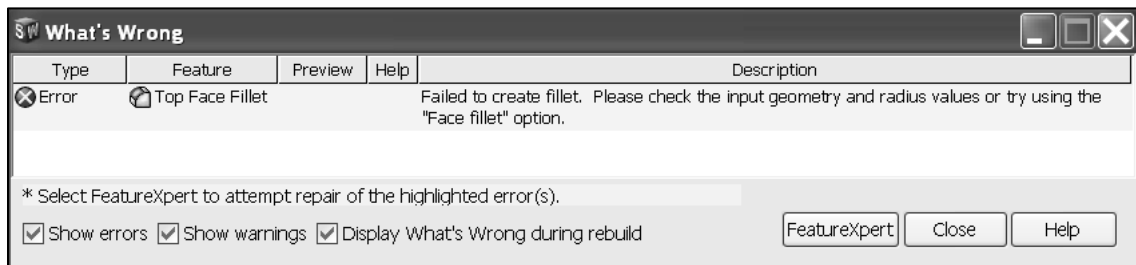 SW What's Wrong
Type Feature Preview Help Description
Error Top Face Fillet Failed to create fillet. Please check the input geometry and radius values or try using the
"Face fillet" option.
* Select FeatureXpert to attempt repair of the highlighted error(s).
Show errors Show warnings Display What's Wrong during rebuild FeatureXpert Close Help